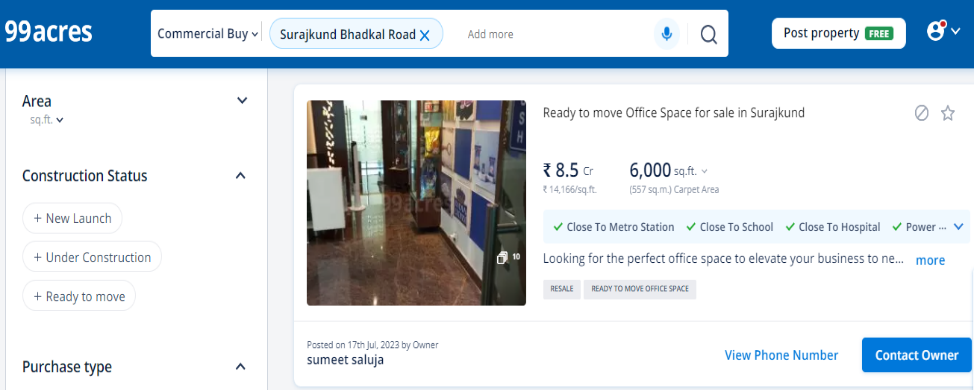 99acres
Commercial Buy
Surajkund Bhadkal Road X
Add more
Post property FREE
Area
sq.ft.
Construction Status
+ New Launch
+ Under Construction
+ Ready to move
Purchase type
99acres
10
Ready to move Office Space for sale in Surajkund
₹ 8.5 Cr
6,000 sq.ft.
₹ 14,166/sq.ft.
(557 sq.m.) Carpet Area
Close To Metro Station
Close To School
Close To Hospital
Power ...
Looking for the perfect office space to elevate your business to ne... more
RESALE
READY TO MOVE OFFICE SPACE
Posted on 17th Jul, 2023 by Owner
sumeet saluja
View Phone Number
Contact Owner